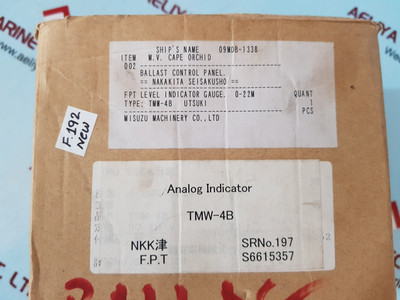 SHIP'S NAME 09MOB-1338
ITEM M.V. CAPE ORCHID
002
BALLAST CONTROL PANEL.
== NAKAKITA SEISAKUSHO ==
FPT LEVEL INDICATOR GAUGE. 0-22M QUANT
TYPE: TMW-4B UTSUKI 1
PCS
MISUZU MACHINERY CO.,LTD
F.192
NEW
Analog Indicator
TMW-4B
NKK津 SRNo.197
F.P.T S6615357